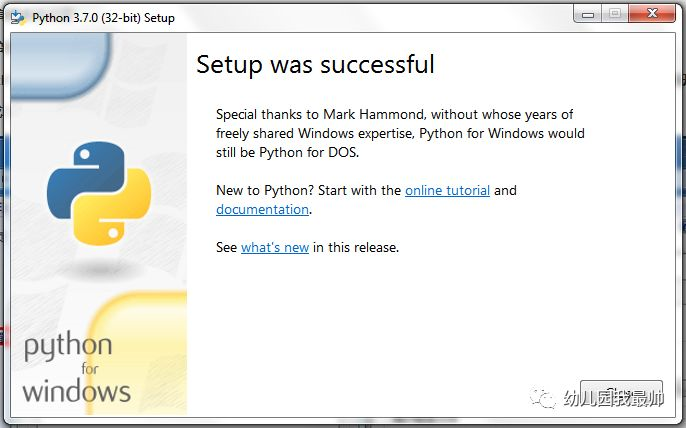 Python 3.7.0 (32-bit) Setup
Setup was successful
Special thanks to Mark Hammond, without whose years of
freely shared Windows expertise, Python for Windows would
still be Python for DOS.
New to Python? Start with the online tutorial and
documentation.
See what's new in this release.
python
for
windows
幼儿园我最帅